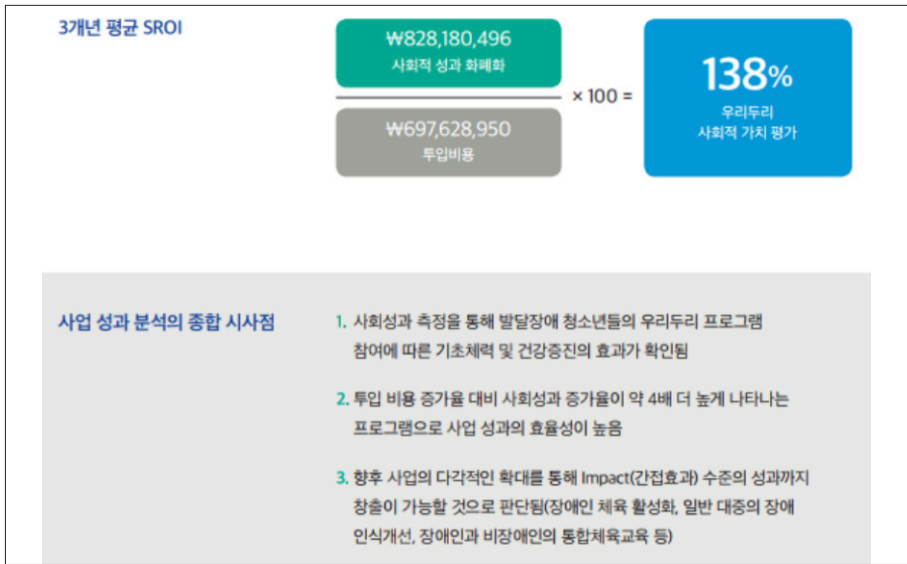 3개년 평균 SROI
₩828,180,496
사회적 성과 화폐화
₩697,628,950
투입비용
× 100 =
138%
우리두리
사회적 가치 평가
사업 성과 분석의 종합 시사점
1. 사회성과 측정을 통해 발달장애 청소년들의 우리두리 프로그램
참여에 따른 기초체력 및 건강증진의 효과가 확인됨
2. 투입 비용 증가율 대비 사회성과 증가율이 약 4배 더 높게 나타나는
프로그램으로 사업 성과의 효율성이 높음
3. 향후 사업의 다각적인 확대를 통해 Impact(간접효과) 수준의 성과까지
창출이 가능할 것으로 판단됨(장애인 체육 활성화, 일반 대중의 장애
인식개선, 장애인과 비장애인의 통합체육교육 등)